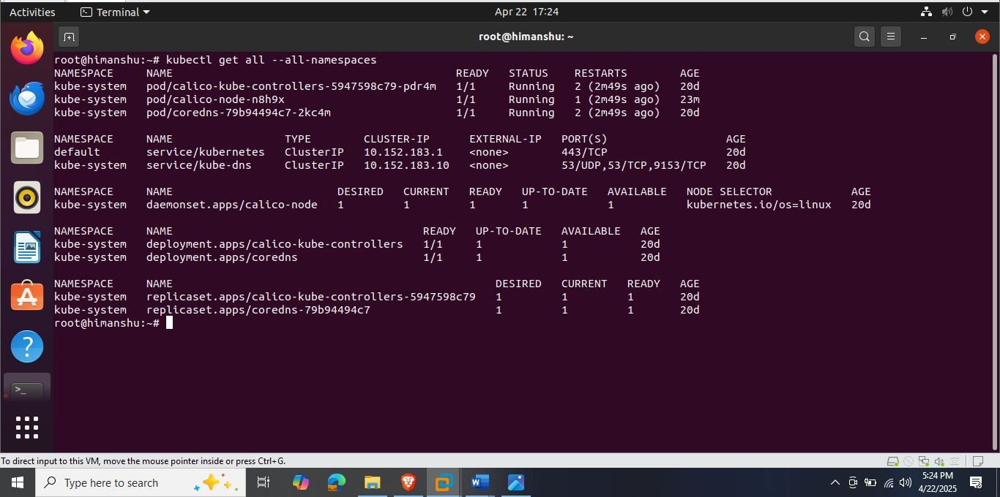 Activities Terminal Apr 22 17:24
root@himanshu: ~
root@himanshu:~# kubectl get all --all-namespaces
NAMESPACE NAME READY STATUS RESTARTS AGE
kube-system pod/calico-kube-controllers-5947598c79-pdr4m 1/1 Running 2 (2m49s ago) 20d
kube-system pod/calico-node-n8h9x 1/1 Running 1 (2m49s ago) 23m
kube-system pod/coredns-79b94494c7-2kc4m 1/1 Running 2 (2m49s ago) 20d
NAMESPACE NAME TYPE CLUSTER-IP EXTERNAL-IP PORT(S) AGE
default service/kubernetes ClusterIP 10.152.183.1 <none> 443/TCP 20d
kube-system service/kube-dns ClusterIP 10.152.183.10 <none> 53/UDP,53/TCP,9153/TCP 20d
NAMESPACE NAME DESIRED CURRENT READY UP-TO-DATE AVAILABLE NODE SELECTOR AGE
kube-system daemonset.apps/calico-node 1 1 1 1 1 kubernetes.io/os=linux 20d
NAMESPACE NAME READY UP-TO-DATE AVAILABLE AGE
kube-system deployment.apps/calico-kube-controllers 1/1 1 1 20d
kube-system deployment.apps/coredns 1/1 1 1 20d
NAMESPACE NAME DESIRED CURRENT READY AGE
kube-system replicaset.apps/calico-kube-controllers-5947598c79 1 1 1 20d
kube-system replicaset.apps/coredns-79b94494c7 1 1 1 20d
root@himanshu:~#
To direct input to this VM, move the mouse pointer inside or press Ctrl+G.
Type here to search
5:24 PM
4/22/2025